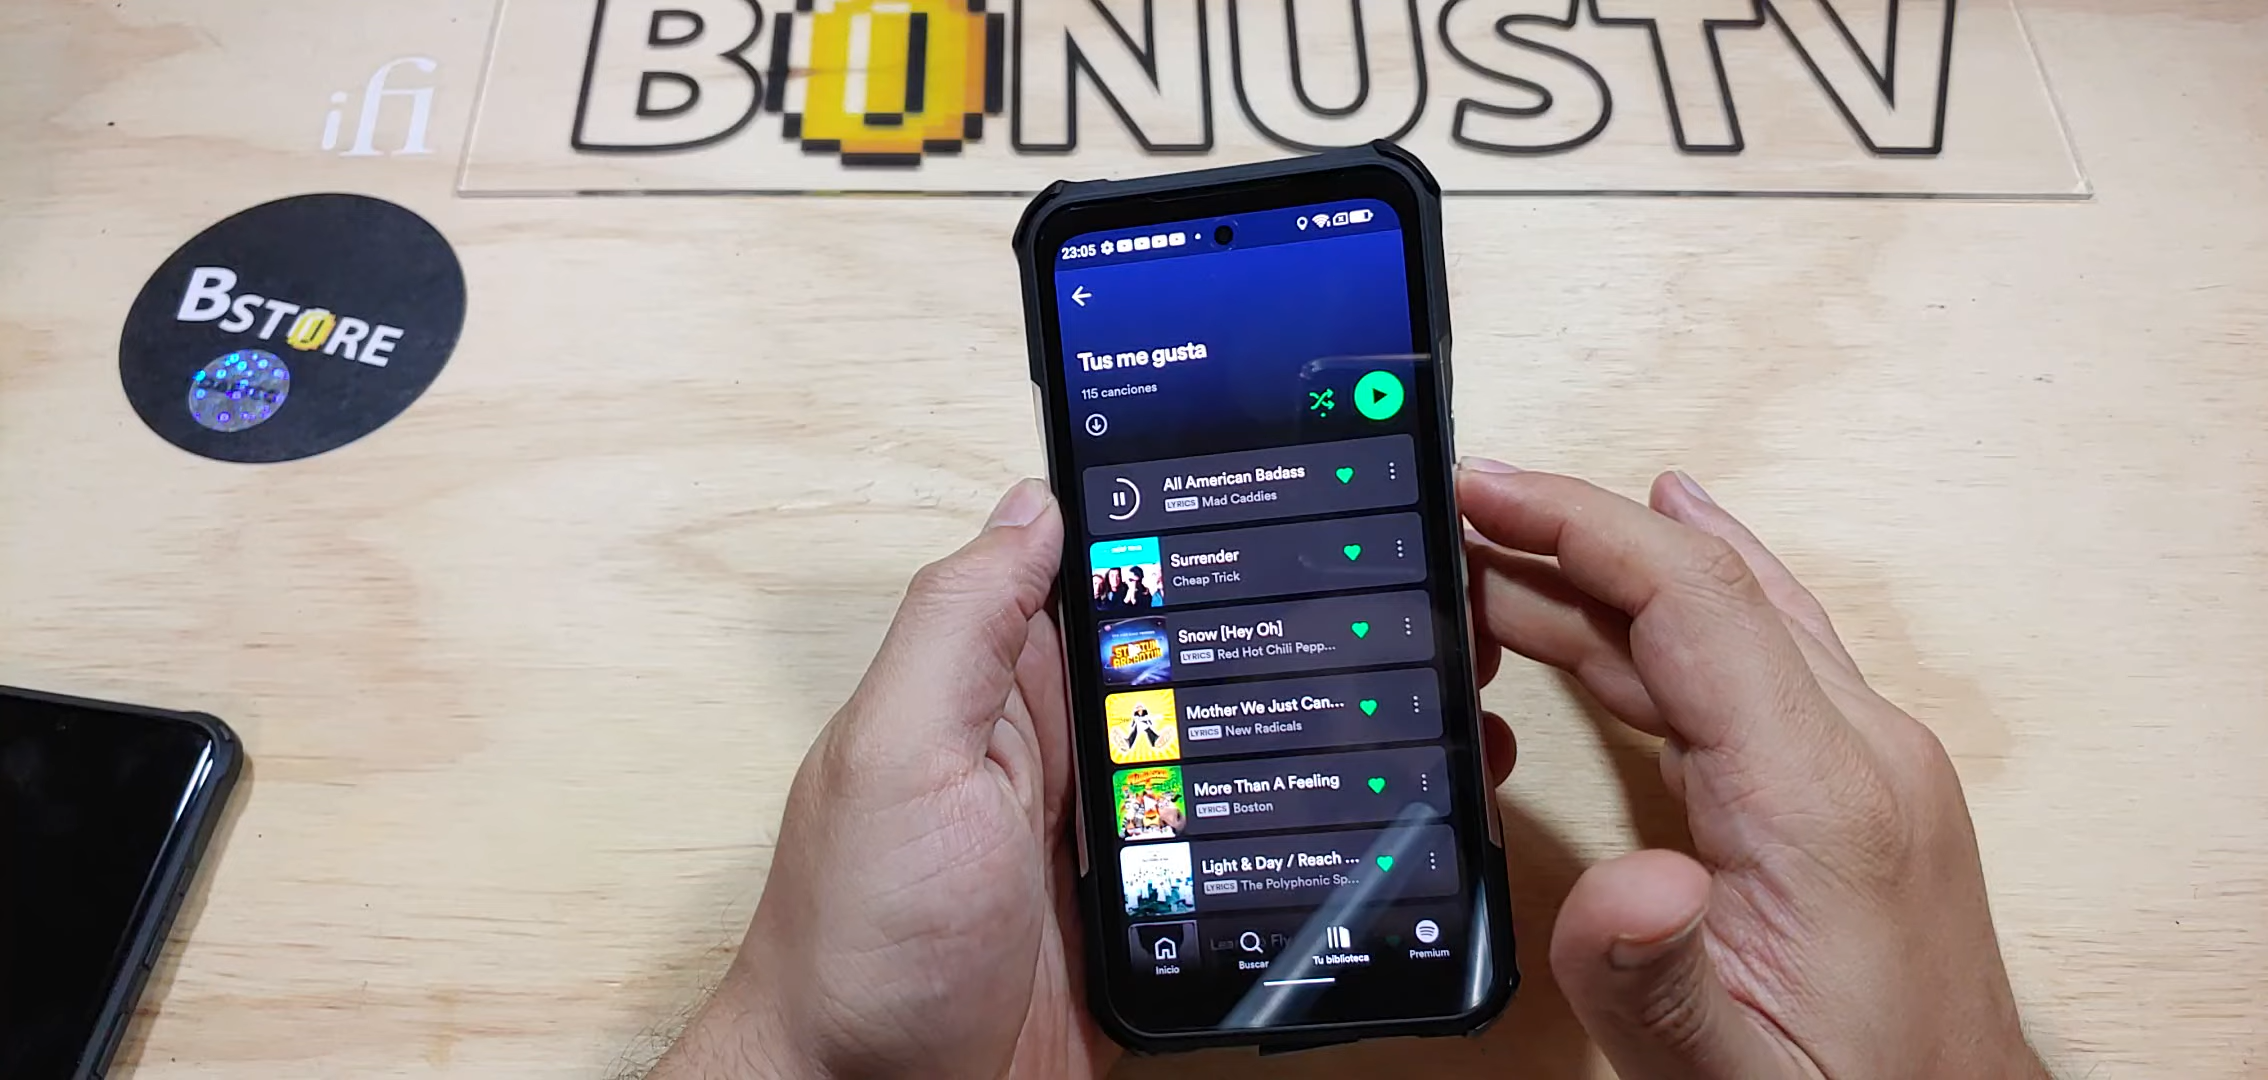 BONUSTV
ifi
BSTORE
23:05
Tus me gusta
115 canciones
All American Badass
LYRICS Mad Caddies
Surrender
Cheap Trick
Snow [Hey Oh]
LYRICS Red Hot Chili Pepp...
Mother We Just Can...
LYRICS New Radicals
More Than A Feeling
LYRICS Boston
Light & Day / Reach ...
LYRICS The Polyphonic Sp...
Inicio
Buscar
Tu biblioteca
Premium